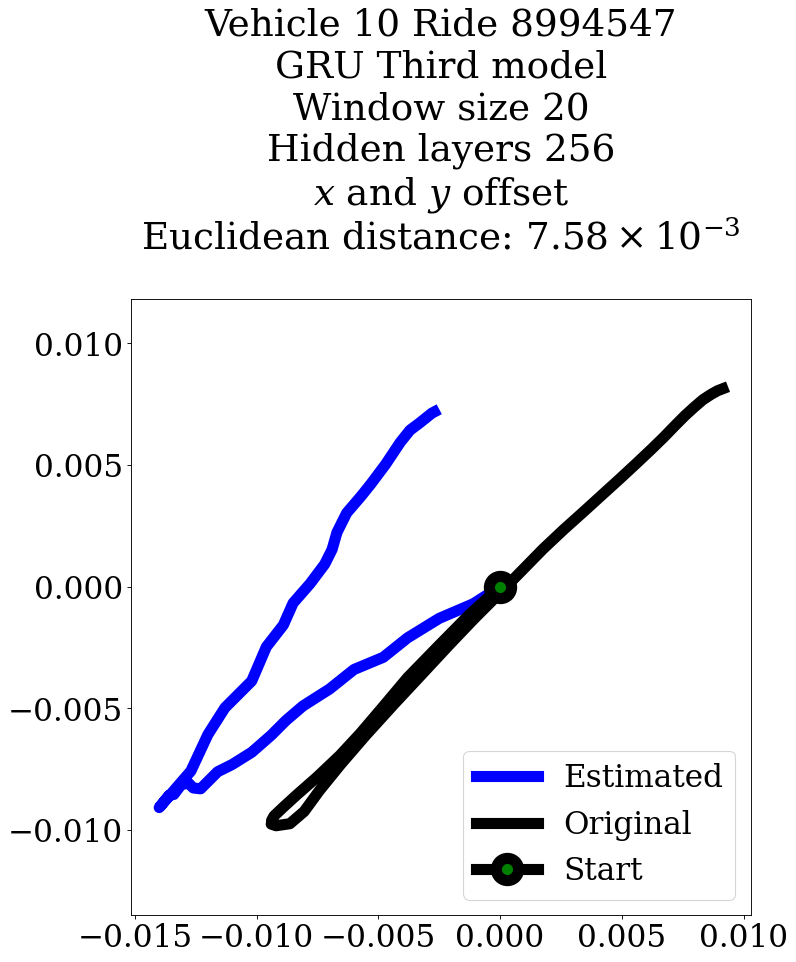 Vehicle 10 Ride 8994547
GRU Third model
Window size 20
Hidden layers 256
x and y offset
Euclidean distance: 7.58 × 10⁻³
0.010
0.005
0.000
−0.005
−0.010
Estimated
Original
Start
−0.015 −0.010 −0.005 0.000 0.005 0.010